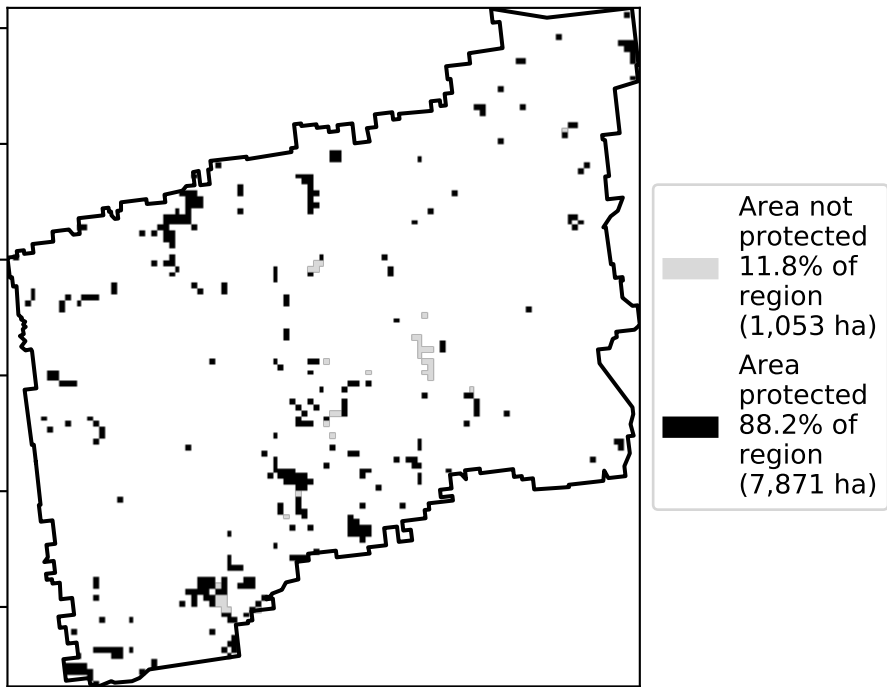 Area not
protected
11.8% of
region
(1,053 ha)
Area
protected
88.2% of
region
(7,871 ha)